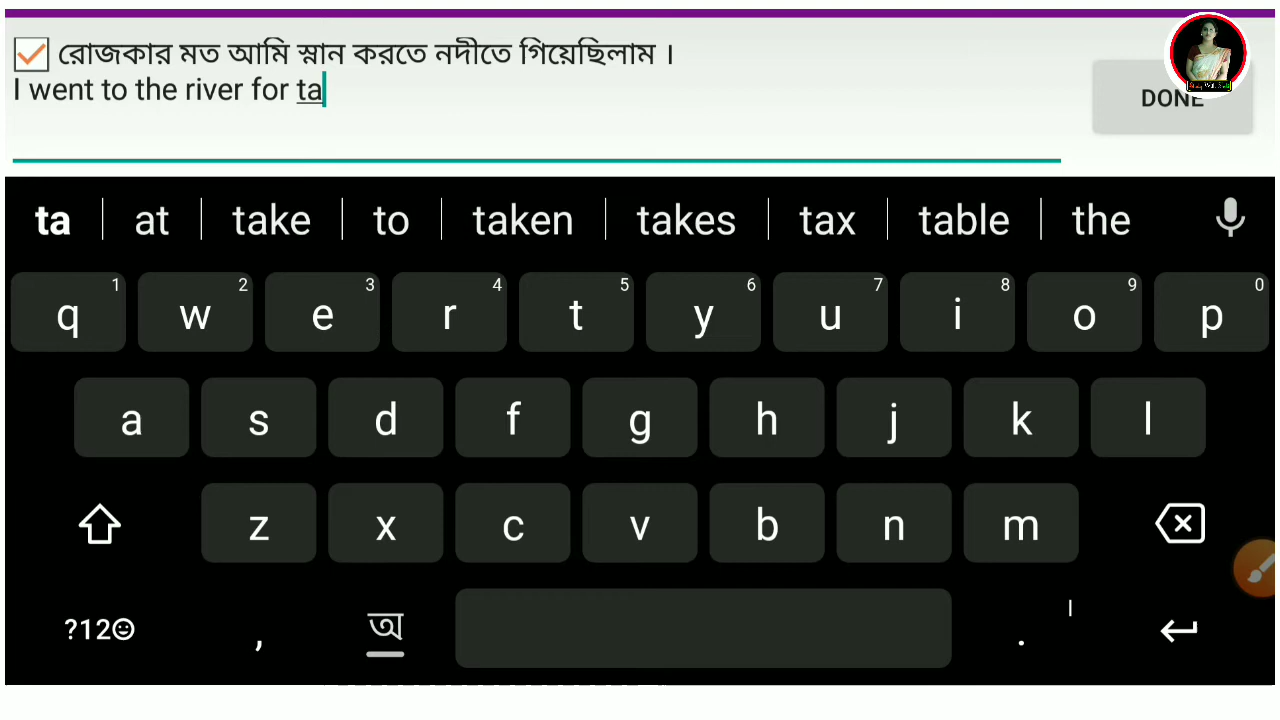 রোজকার মত আমি স্নান করতে নদীতে গিয়েছিলাম ।
I went to the river for ta
DONE
ta at take to taken takes tax table the
q 1 w 2 e 3 r 4 t 5 y 6 u 7 i 8 o 9 p 0
a s d f g h j k l
z x c v b n m
?12☺ , অ . ।